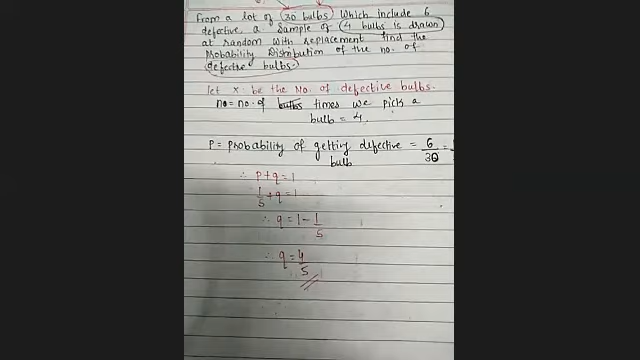 From a lot of 30 bulbs which include 6
defective, a sample of 4 bulbs is drawn
at random with replacement find the
Probability Distribution of the no. of
defective bulbs.
let x be the No. of defective bulbs.
no = no. of bulbs times we pick a
bulb = 4.
P = probability of getting defective = 6/30 =
bulb
∴ p+q=1
1/5 + q = 1
∴ q = 1 - 1/5
∴ q = 4/5